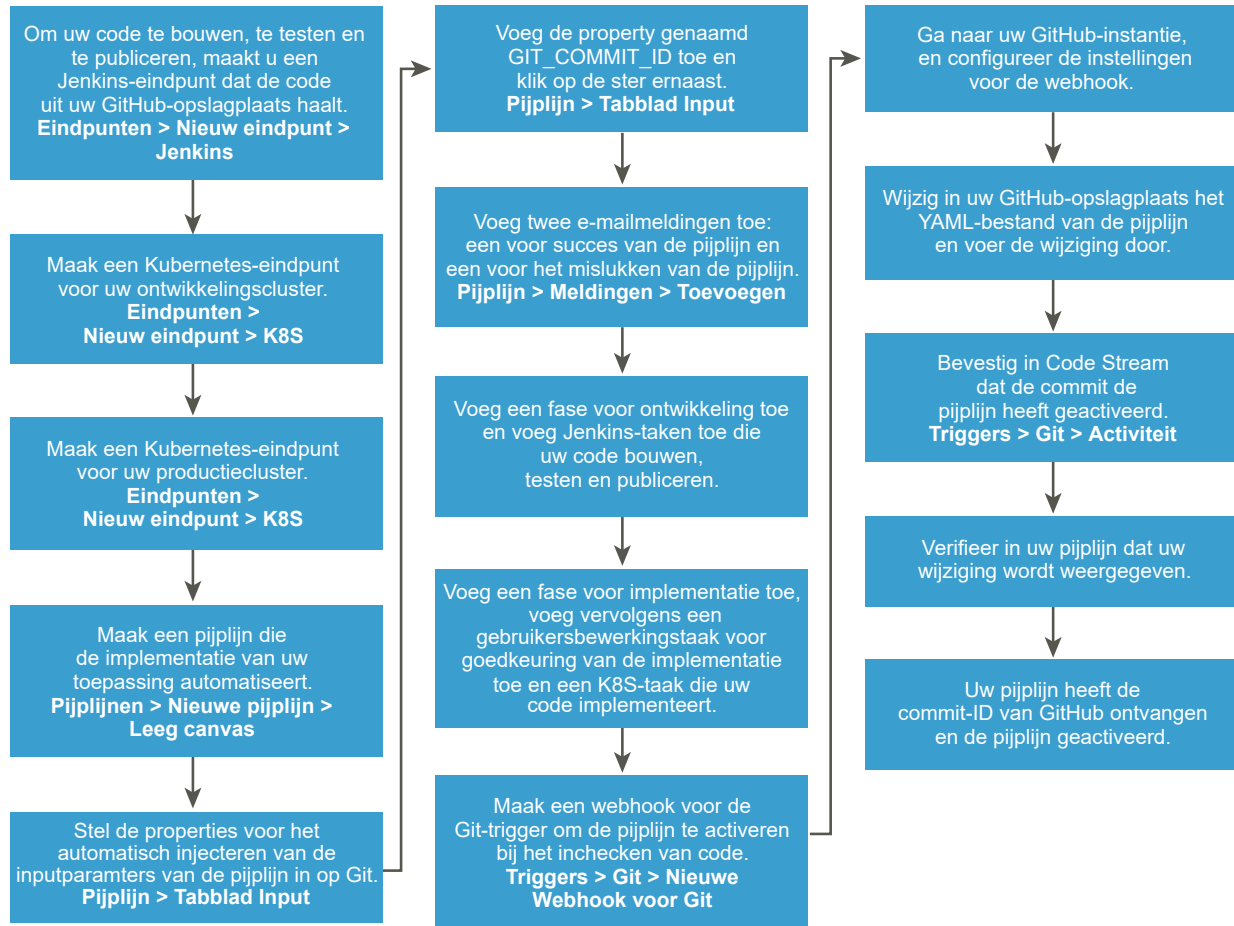 Om uw code te bouwen, te testen en
te publiceren, maakt u een
Jenkins-eindpunt dat de code
uit uw GitHub-opslagplaats haalt.
Eindpunten > Nieuw eindpunt >
Jenkins
Maak een Kubernetes-eindpunt
voor uw ontwikkelingscluster.
Eindpunten >
Nieuw eindpunt > K8S
Maak een Kubernetes-eindpunt
voor uw productiecluster.
Eindpunten >
Nieuw eindpunt > K8S
Maak een pijplijn die
de implementatie van uw
toepassing automatiseert.
Pijplijnen > Nieuwe pijplijn >
Leeg canvas
Stel de properties voor het
automatisch injecteren van de
inputparamters van de pijplijn in op Git.
Pijplijn > Tabblad Input
Voeg de property genaamd
GIT_COMMIT_ID toe en
klik op de ster ernaast.
Pijplijn > Tabblad Input
Voeg twee e-mailmeldingen toe:
een voor succes van de pijplijn en
een voor het mislukken van de pijplijn.
Pijplijn > Meldingen > Toevoegen
Voeg een fase voor ontwikkeling toe
en voeg Jenkins-taken toe die
uw code bouwen,
testen en publiceren.
Voeg een fase voor implementatie toe,
voeg vervolgens een
gebruikersbewerkingstaak voor
goedkeuring van de implementatie
toe en een K8S-taak die uw
code implementeert.
Maak een webhook voor de
Git-trigger om de pijplijn te activeren
bij het inchecken van code.
Triggers > Git > Nieuwe
Webhook voor Git
Ga naar uw GitHub-instantie,
en configureer de instellingen
voor de webhook.
Wijzig in uw GitHub-opslagplaats het
YAML-bestand van de pijplijn
en voer de wijziging door.
Bevestig in Code Stream
dat de commit de
pijplijn heeft geactiveerd.
Triggers > Git > Activiteit
Verifieer in uw pijplijn dat uw
wijziging wordt weergegeven.
Uw pijplijn heeft de
commit-ID van GitHub ontvangen
en de pijplijn geactiveerd.